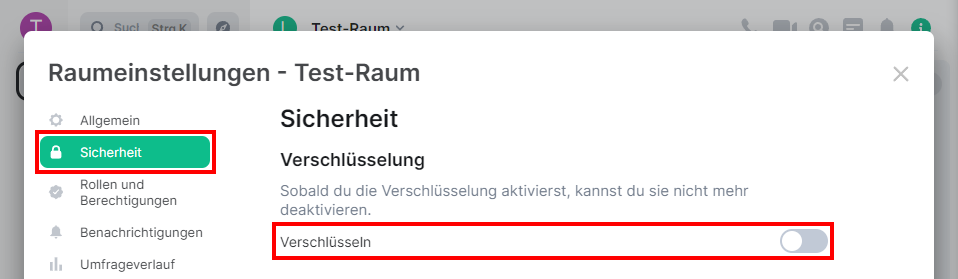 T Sucl Strg K Test-Raum
Raumeinstellungen - Test-Raum
Allgemein
Sicherheit
Rollen und
Berechtigungen
Benachrichtigungen
Umfrageverlauf
Sicherheit
Verschlüsselung
Sobald du die Verschlüsselung aktivierst, kannst du sie nicht mehr
deaktivieren.
Verschlüsseln